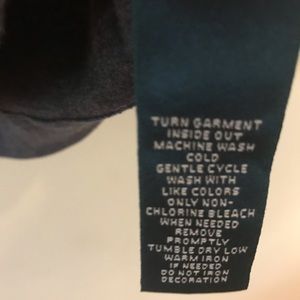 TURN GARMENT
INSIDE OUT
MACHINE WASH
COLD
GENTLE CYCLE
WASH WITH
LIKE COLORS
ONLY NON-
CHLORINE BLEACH
WHEN NEEDED
REMOVE
PROMPTLY
TUMBLE DRY LOW
WARM IRON
IF NEEDED
DO NOT IRON
DECORATION